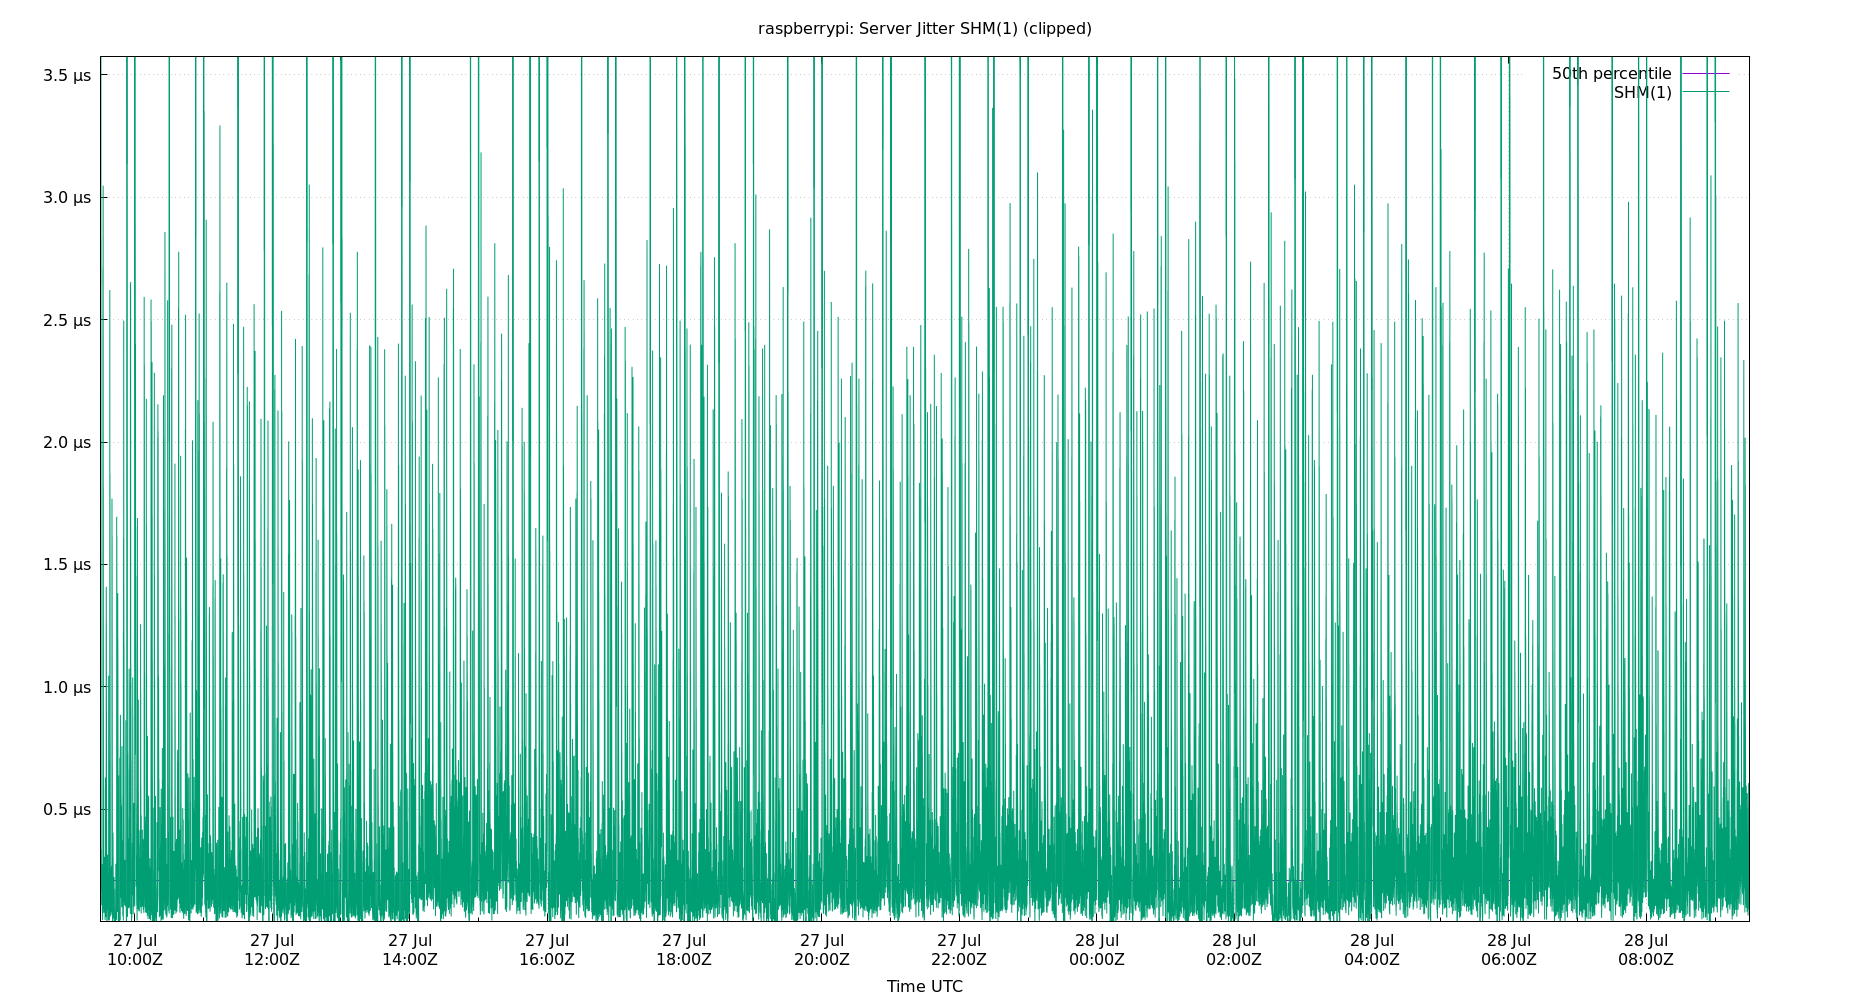 raspberrypi: Server Jitter SHM(1) (clipped)
3.5 µs
3.0 µs
2.5 µs
2.0 µs
1.5 µs
1.0 µs
0.5 µs
50th percentile
SHM(1)
27 Jul 27 Jul 27 Jul 27 Jul 27 Jul 27 Jul 27 Jul 28 Jul 28 Jul 28 Jul 28 Jul 28 Jul
10:00Z 12:00Z 14:00Z 16:00Z 18:00Z 20:00Z 22:00Z 00:00Z 02:00Z 04:00Z 06:00Z 08:00Z
Time UTC